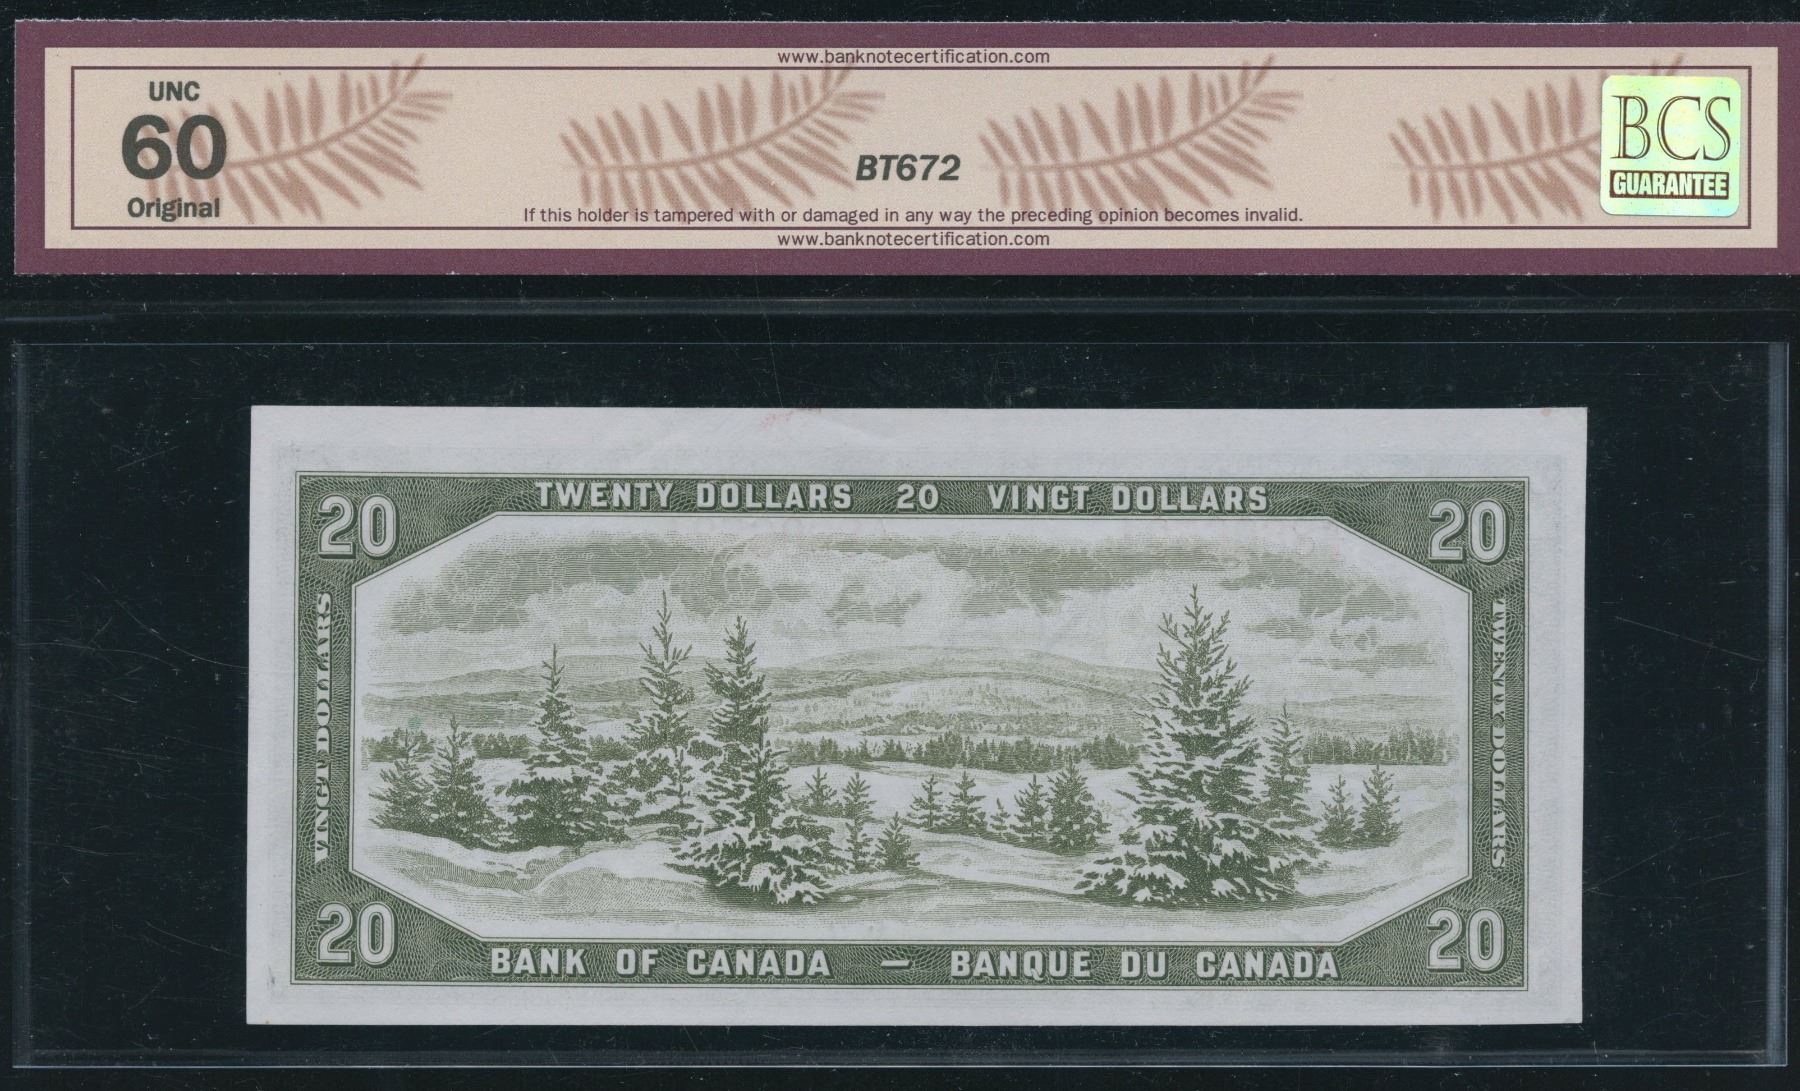 www.banknotecertification.com
UNC
60
Original
BT672
BCS
GUARANTEE
If this holder is tampered with or damaged in any way the preceding opinion becomes invalid.
www.banknotecertification.com
20 TWENTY DOLLARS 20 VINGT DOLLARS 20
VINGT DOLLARS
TWENTY DOLLARS
20 BANK OF CANADA — BANQUE DU CANADA 20